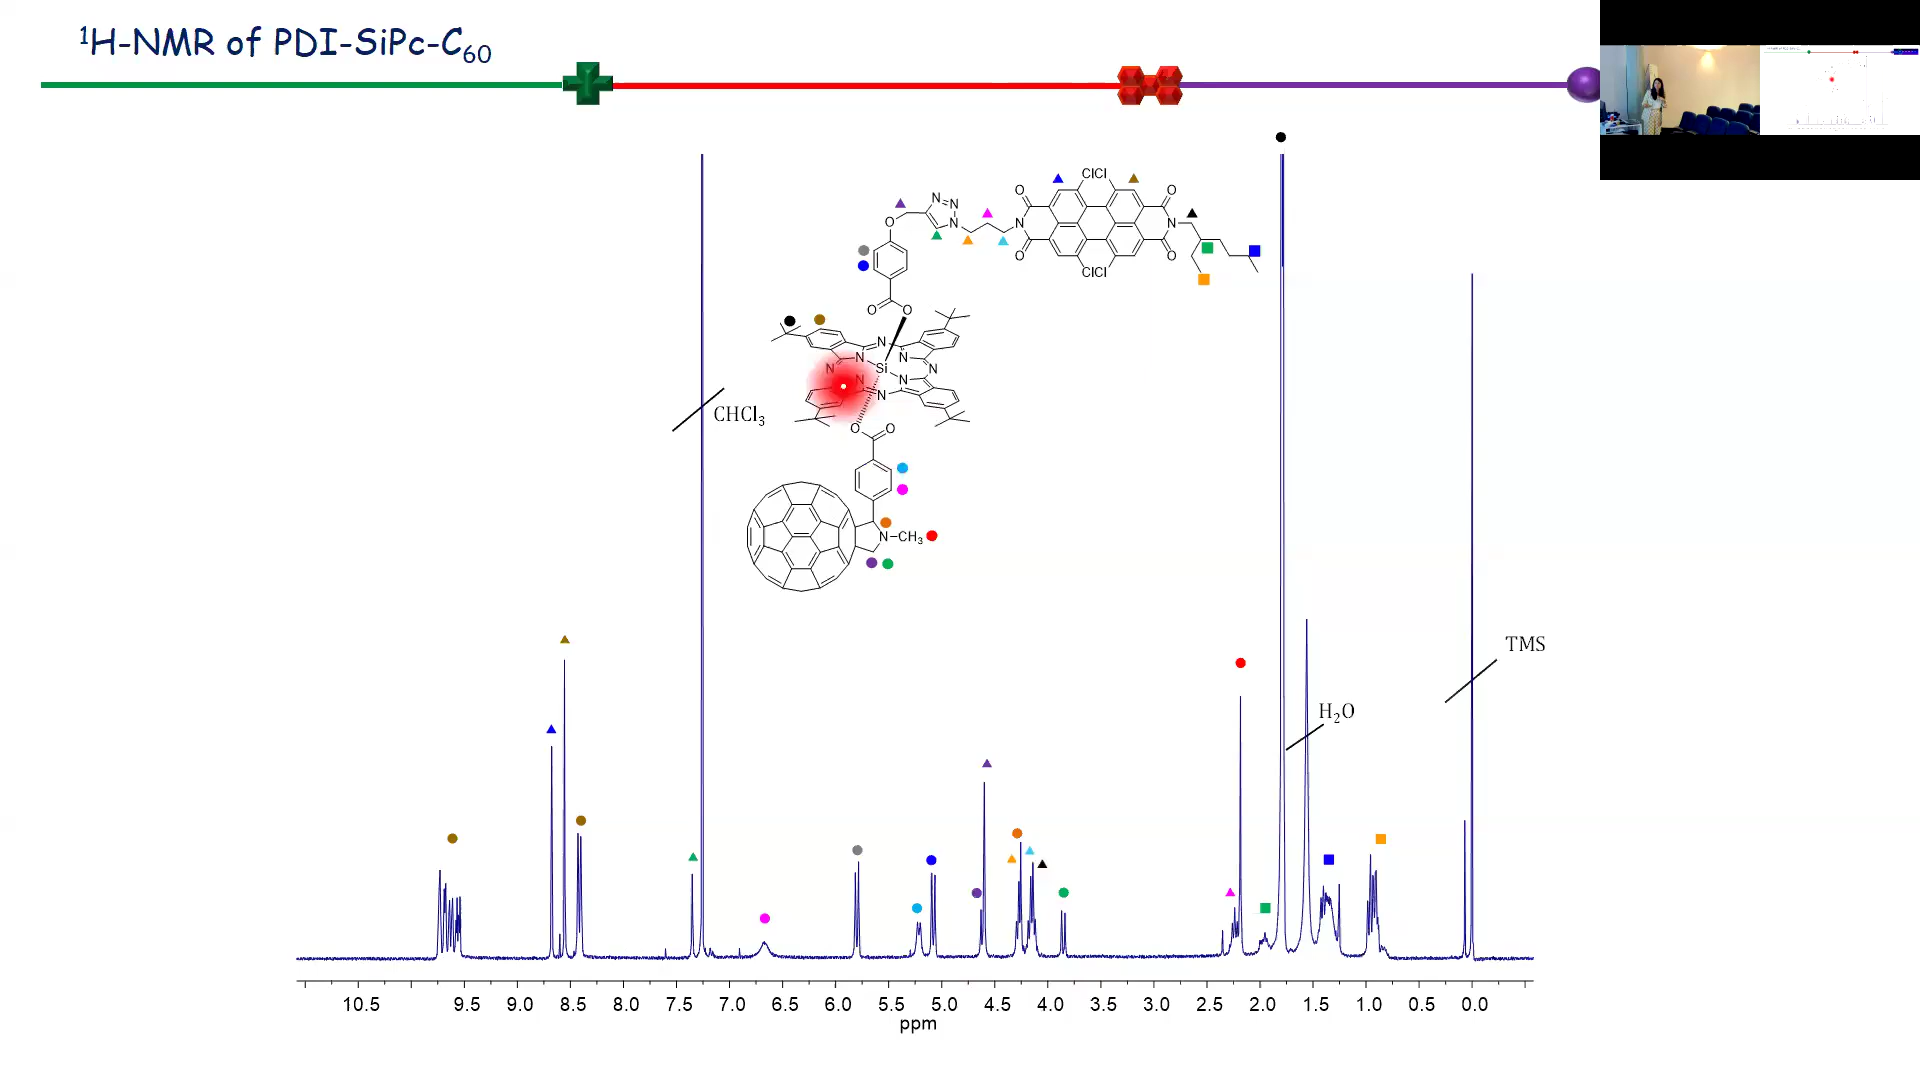 ¹H-NMR of PDI-SiPc-C₆₀
ClCl
O
O
N
N
N
N
N
O
O
O
N
ClCl
O
O
O
N
N
N
N
N
Si
N
N
N
N
O
O
N-CH₃
CHCl₃
TMS
H₂O
10.5 9.5 9.0 8.5 8.0 7.5 7.0 6.5 6.0 5.5 5.0 4.5 4.0 3.5 3.0 2.5 2.0 1.5 1.0 0.5 0.0
ppm